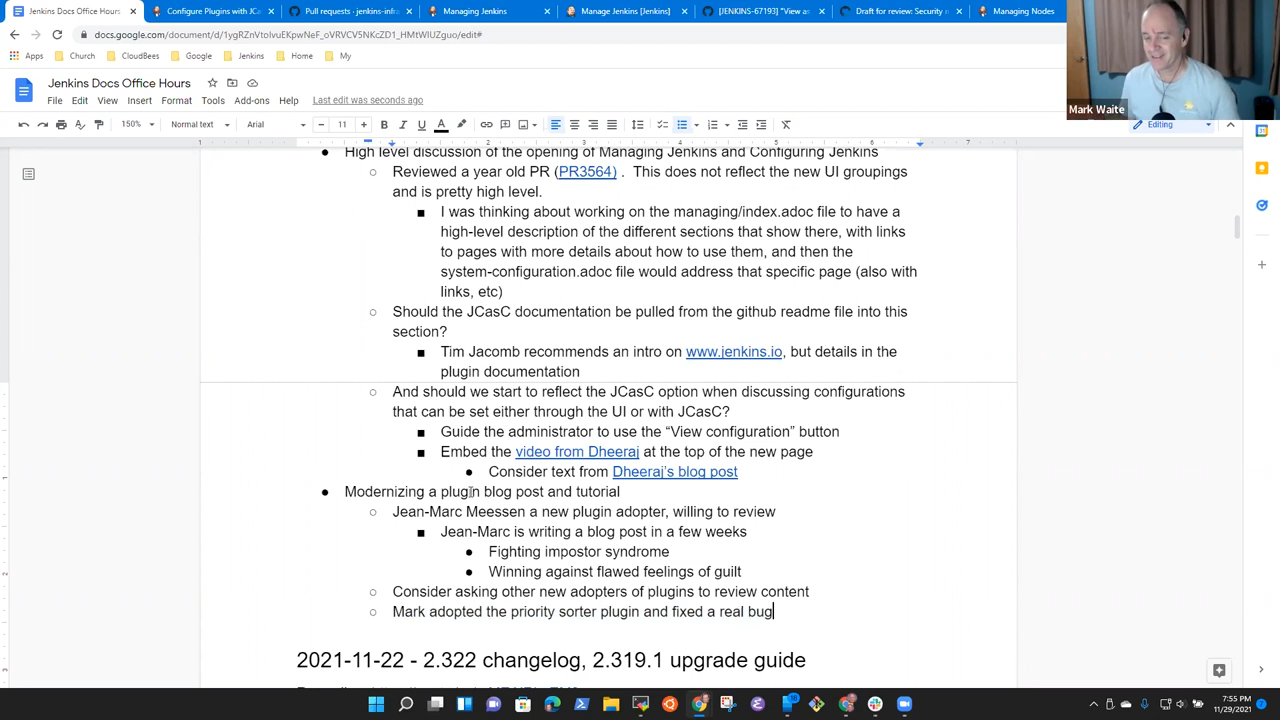 Jenkins Docs Office Hours
Configure Plugins with JCa
Pull requests · jenkins-infra
Managing Jenkins
Manage Jenkins [Jenkins]
[JENKINS-67193] "View as
Draft for review: Security r
Managing Nodes
docs.google.com/document/d/1ygRZnVtoIvuEKpwNeF_oVRVCV5NKcZD1_HMtWIUZguo/edit#
Apps
Church
CloudBees
Google
Jenkins
Home
My
Jenkins Docs Office Hours
File Edit View Insert Format Tools Add-ons Help Last edit was seconds ago
150% Normal text Arial 11
Editing
Mark Waite
High level discussion of the opening of Managing Jenkins and Configuring Jenkins
Reviewed a year old PR (PR3564) . This does not reflect the new UI groupings
and is pretty high level.
I was thinking about working on the managing/index.adoc file to have a
high-level description of the different sections that show there, with links
to pages with more details about how to use them, and then the
system-configuration.adoc file would address that specific page (also with
links, etc)
Should the JCasC documentation be pulled from the github readme file into this
section?
Tim Jacomb recommends an intro on www.jenkins.io, but details in the
plugin documentation
And should we start to reflect the JCasC option when discussing configurations
that can be set either through the UI or with JCasC?
Guide the administrator to use the “View configuration” button
Embed the video from Dheeraj at the top of the new page
Consider text from Dheeraj’s blog post
Modernizing a plugin blog post and tutorial
Jean-Marc Meessen a new plugin adopter, willing to review
Jean-Marc is writing a blog post in a few weeks
Fighting impostor syndrome
Winning against flawed feelings of guilt
Consider asking other new adopters of plugins to review content
Mark adopted the priority sorter plugin and fixed a real bug
2021-11-22 - 2.322 changelog, 2.319.1 upgrade guide
7:55 PM
11/29/2021